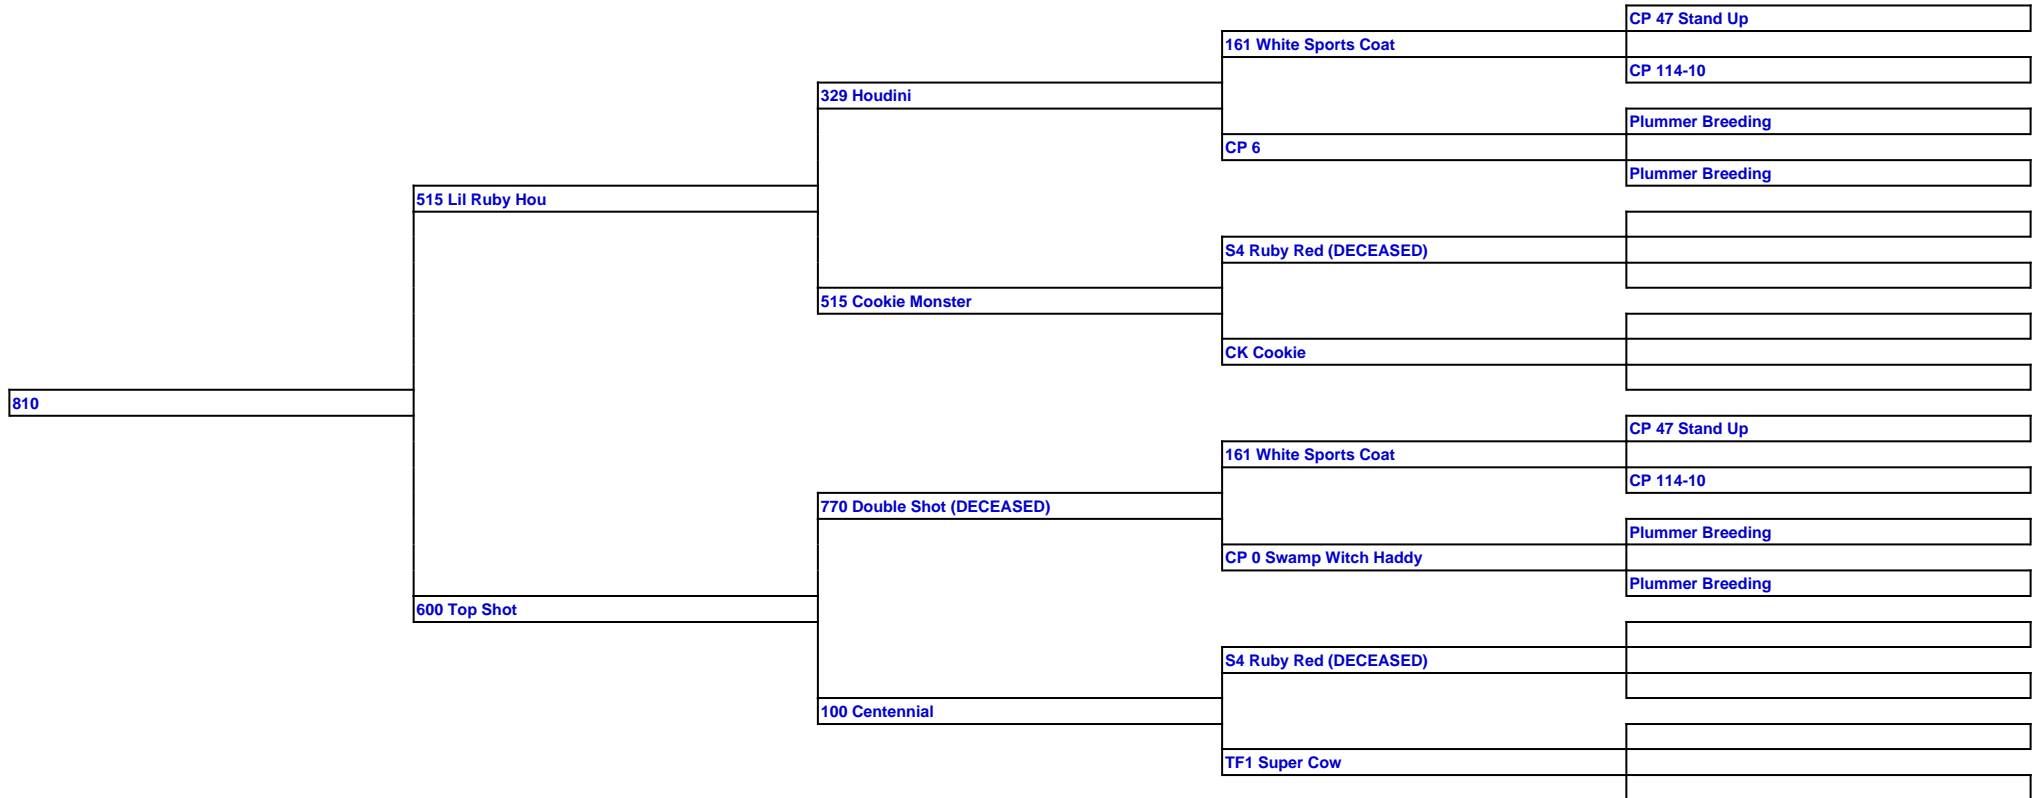 CP 47 Stand Up
161 White Sports Coat
CP 114-10
329 Houdini
Plummer Breeding
CP 6
Plummer Breeding
515 Lil Ruby Hou
S4 Ruby Red (DECEASED)
515 Cookie Monster
CK Cookie
810
CP 47 Stand Up
161 White Sports Coat
CP 114-10
770 Double Shot (DECEASED)
Plummer Breeding
CP 0 Swamp Witch Haddy
Plummer Breeding
600 Top Shot
S4 Ruby Red (DECEASED)
100 Centennial
TF1 Super Cow